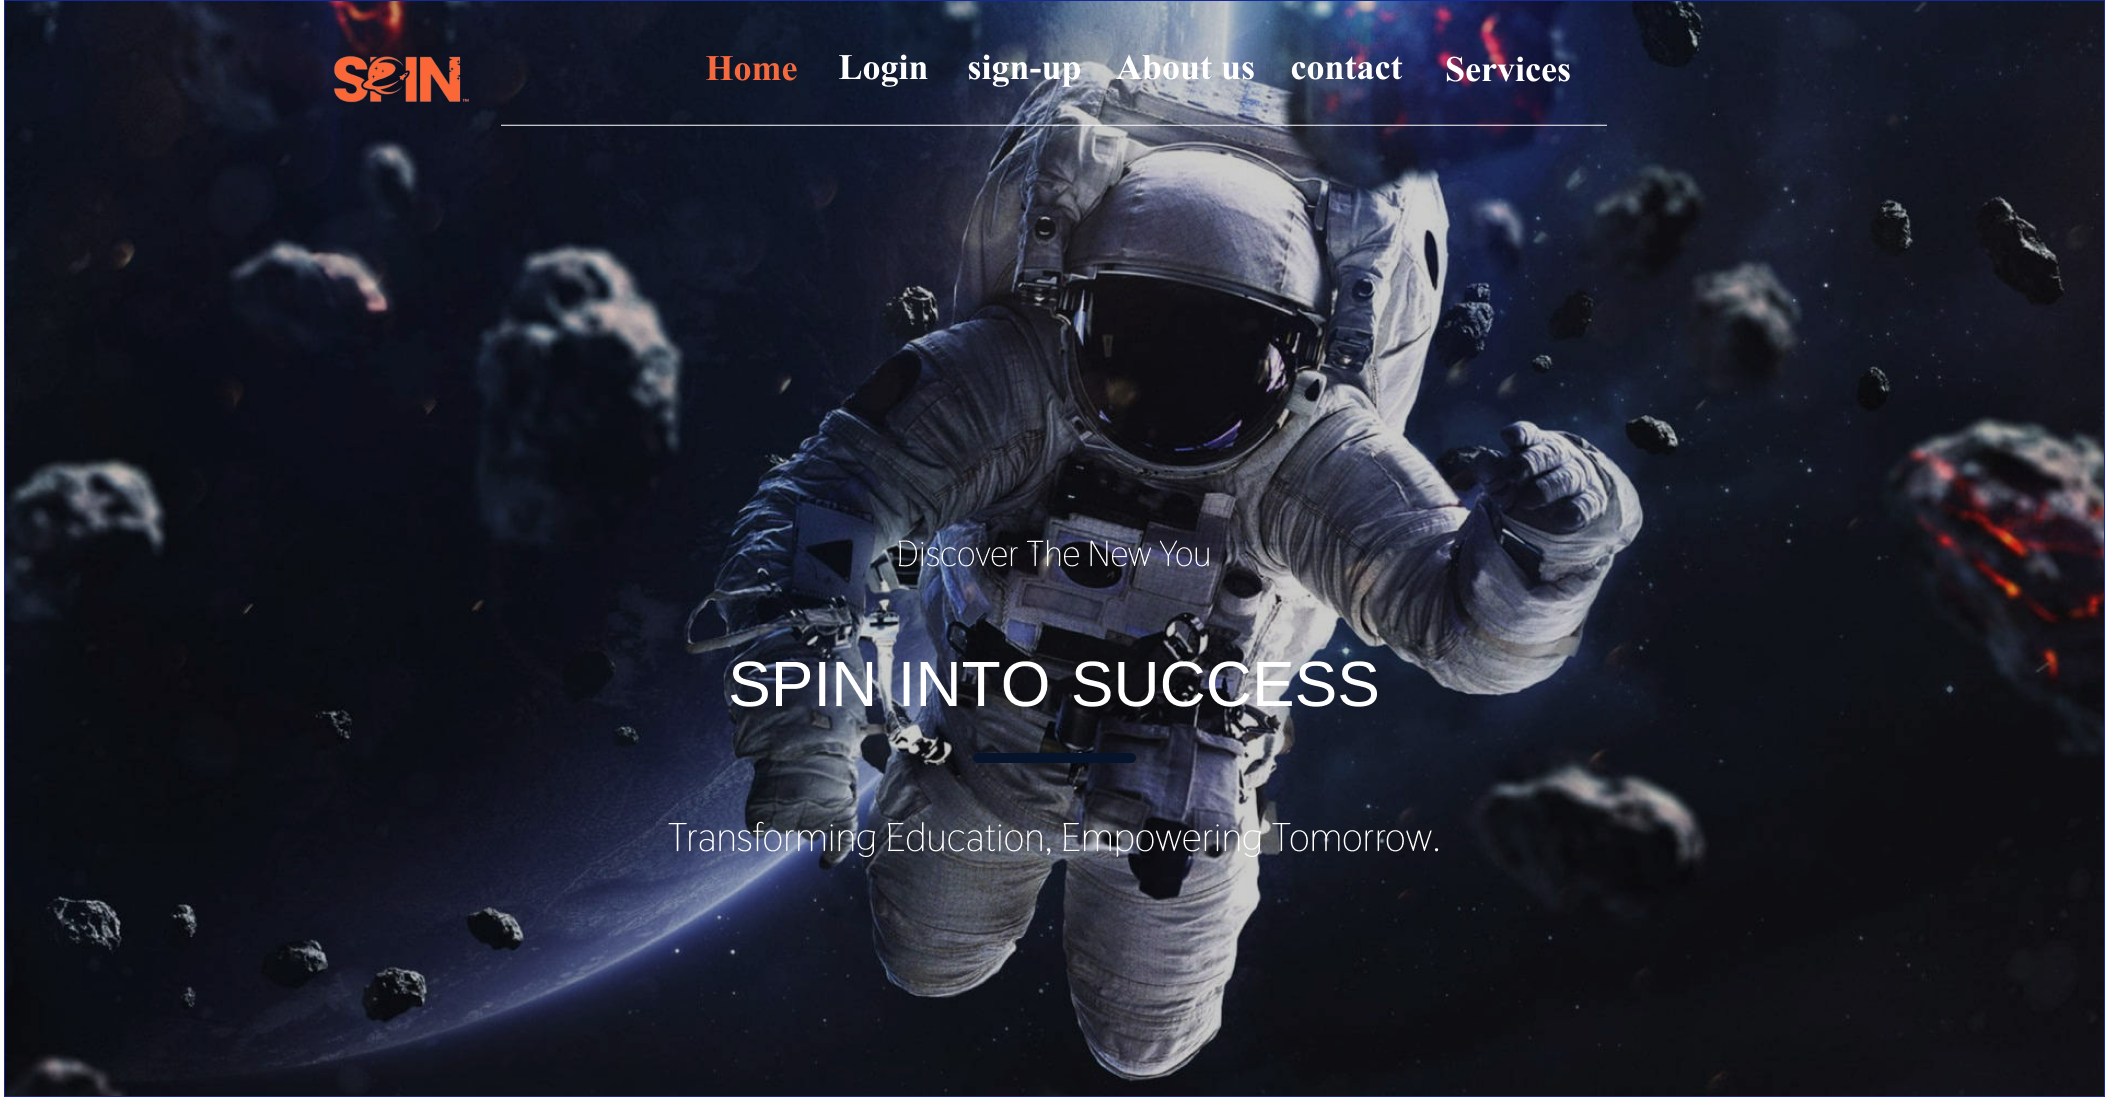 SPIN™
Home Login sign-up About us contact Services
Discover The New You
SPIN INTO SUCCESS
Transforming Education, Empowering Tomorrow.